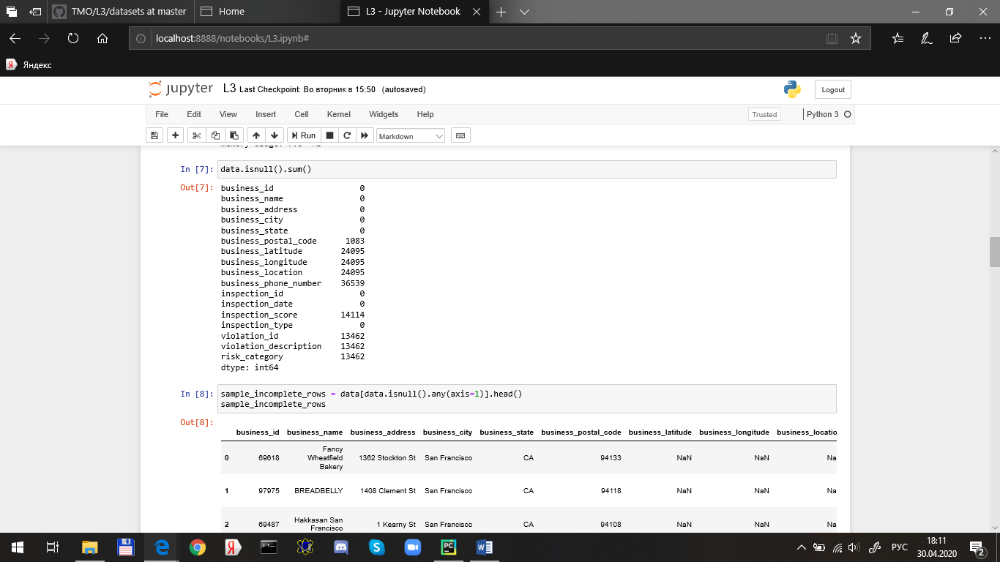 TMO/L3/datasets at master
Home
L3 - Jupyter Notebook
localhost:8888/notebooks/L3.ipynb#
Яндекс
jupyter L3 Last Checkpoint: Во вторник в 15:50 (autosaved)
Logout
File Edit View Insert Cell Kernel Widgets Help
Trusted
Python 3
Run
Markdown
In [7]: data.isnull().sum()
Out[7]: business_id 0
business_name 0
business_address 0
business_city 0
business_state 0
business_postal_code 1083
business_latitude 24095
business_longitude 24095
business_location 24095
business_phone_number 36539
inspection_id 0
inspection_date 0
inspection_score 14114
inspection_type 0
violation_id 13462
violation_description 13462
risk_category 13462
dtype: int64
In [8]: sample_incomplete_rows = data[data.isnull().any(axis=1)].head()
sample_incomplete_rows
Out[8]:
business_id business_name business_address business_city business_state business_postal_code business_latitude business_longitude business_locatio
0 69618 Fancy Wheatfield Bakery 1362 Stockton St San Francisco CA 94133 NaN NaN Na
1 97975 BREADBELLY 1408 Clement St San Francisco CA 94118 NaN NaN Na
2 69487 Hakkasan San Francisco 1 Kearny St San Francisco CA 94108 NaN NaN Na
РУС
18:11
30.04.2020
2